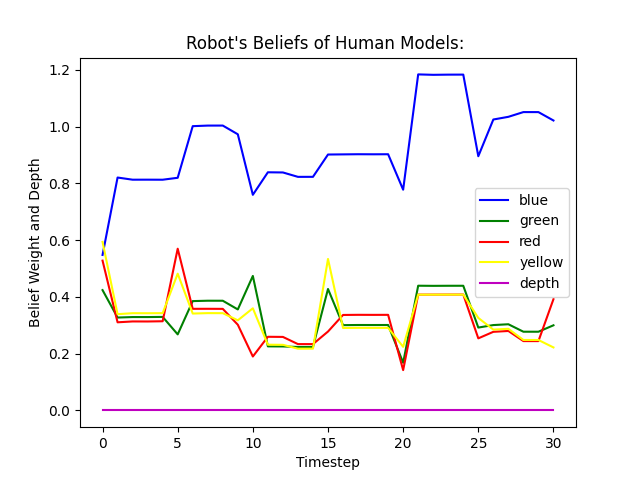 Robot's Beliefs of Human Models:
Belief Weight and Depth
1.2
1.0
0.8
0.6
0.4
0.2
0.0
blue
green
red
yellow
depth
0 5 10 15 20 25 30
Timestep